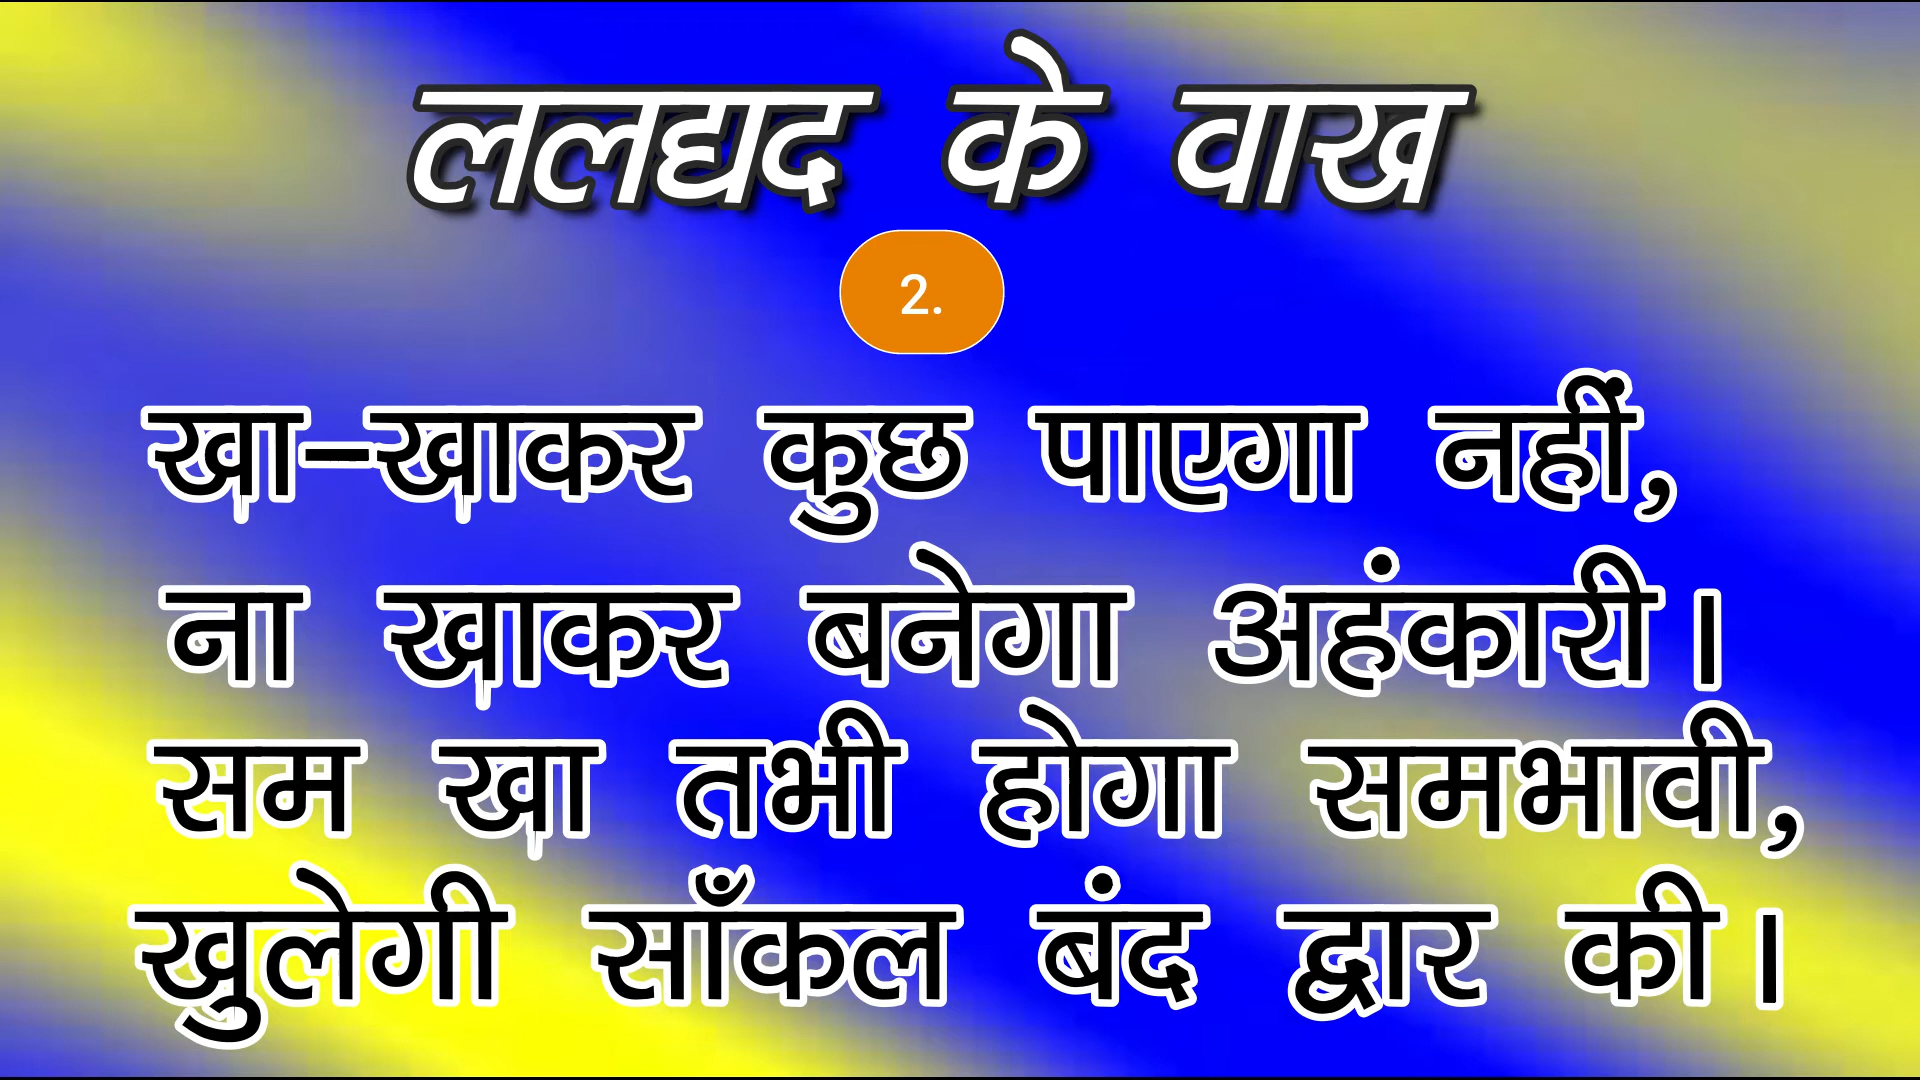 ललद्यद के वाख
2.
खा-खाकर कुछ पाएगा नहीं,
ना खाकर बनेगा अहंकारी।
सम खा तभी होगा समभावी,
खुलेगी साँकल बंद द्वार की।